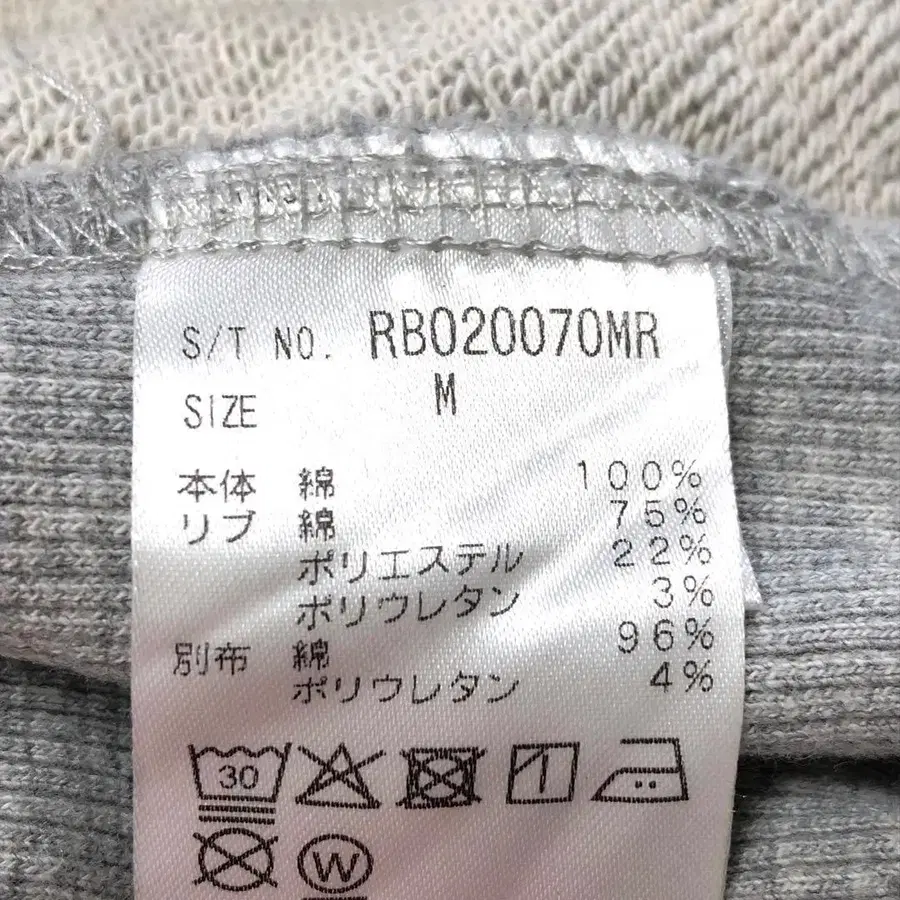 S/T NO. RB020070MR
SIZE M
本体 綿 100%
リブ 綿 75%
ポリエステル 22%
ポリウレタン 3%
別布 綿 96%
ポリウレタン 4%
30
W